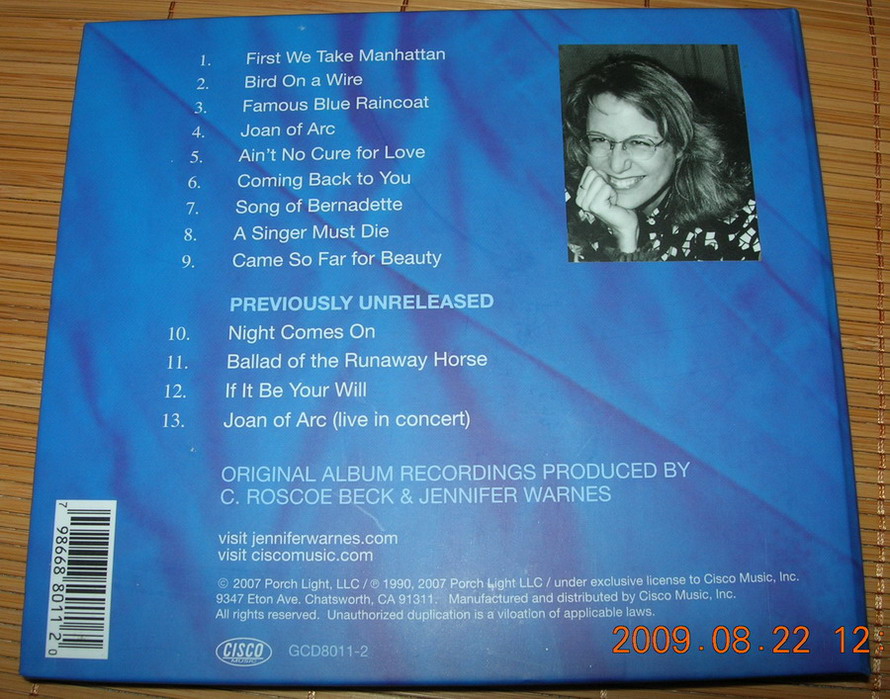 1. First We Take Manhattan
2. Bird On a Wire
3. Famous Blue Raincoat
4. Joan of Arc
5. Ain't No Cure for Love
6. Coming Back to You
7. Song of Bernadette
8. A Singer Must Die
9. Came So Far for Beauty
PREVIOUSLY UNRELEASED
10. Night Comes On
11. Ballad of the Runaway Horse
12. If It Be Your Will
13. Joan of Arc (live in concert)
ORIGINAL ALBUM RECORDINGS PRODUCED BY
C. ROSCOE BECK & JENNIFER WARNES
visit jenniferwarnes.com
visit ciscomusic.com
© 2007 Porch Light, LLC / ℗ 1990, 2007 Porch Light LLC / under exclusive license to Cisco Music, Inc.
9347 Eton Ave. Chatsworth, CA 91311. Manufactured and distributed by Cisco Music, Inc.
All rights reserved. Unauthorized duplication is a viloation of applicable laws.
CISCO
MUSIC
GCD8011-2
7 98668 8011 2 0
2009.08.22 12